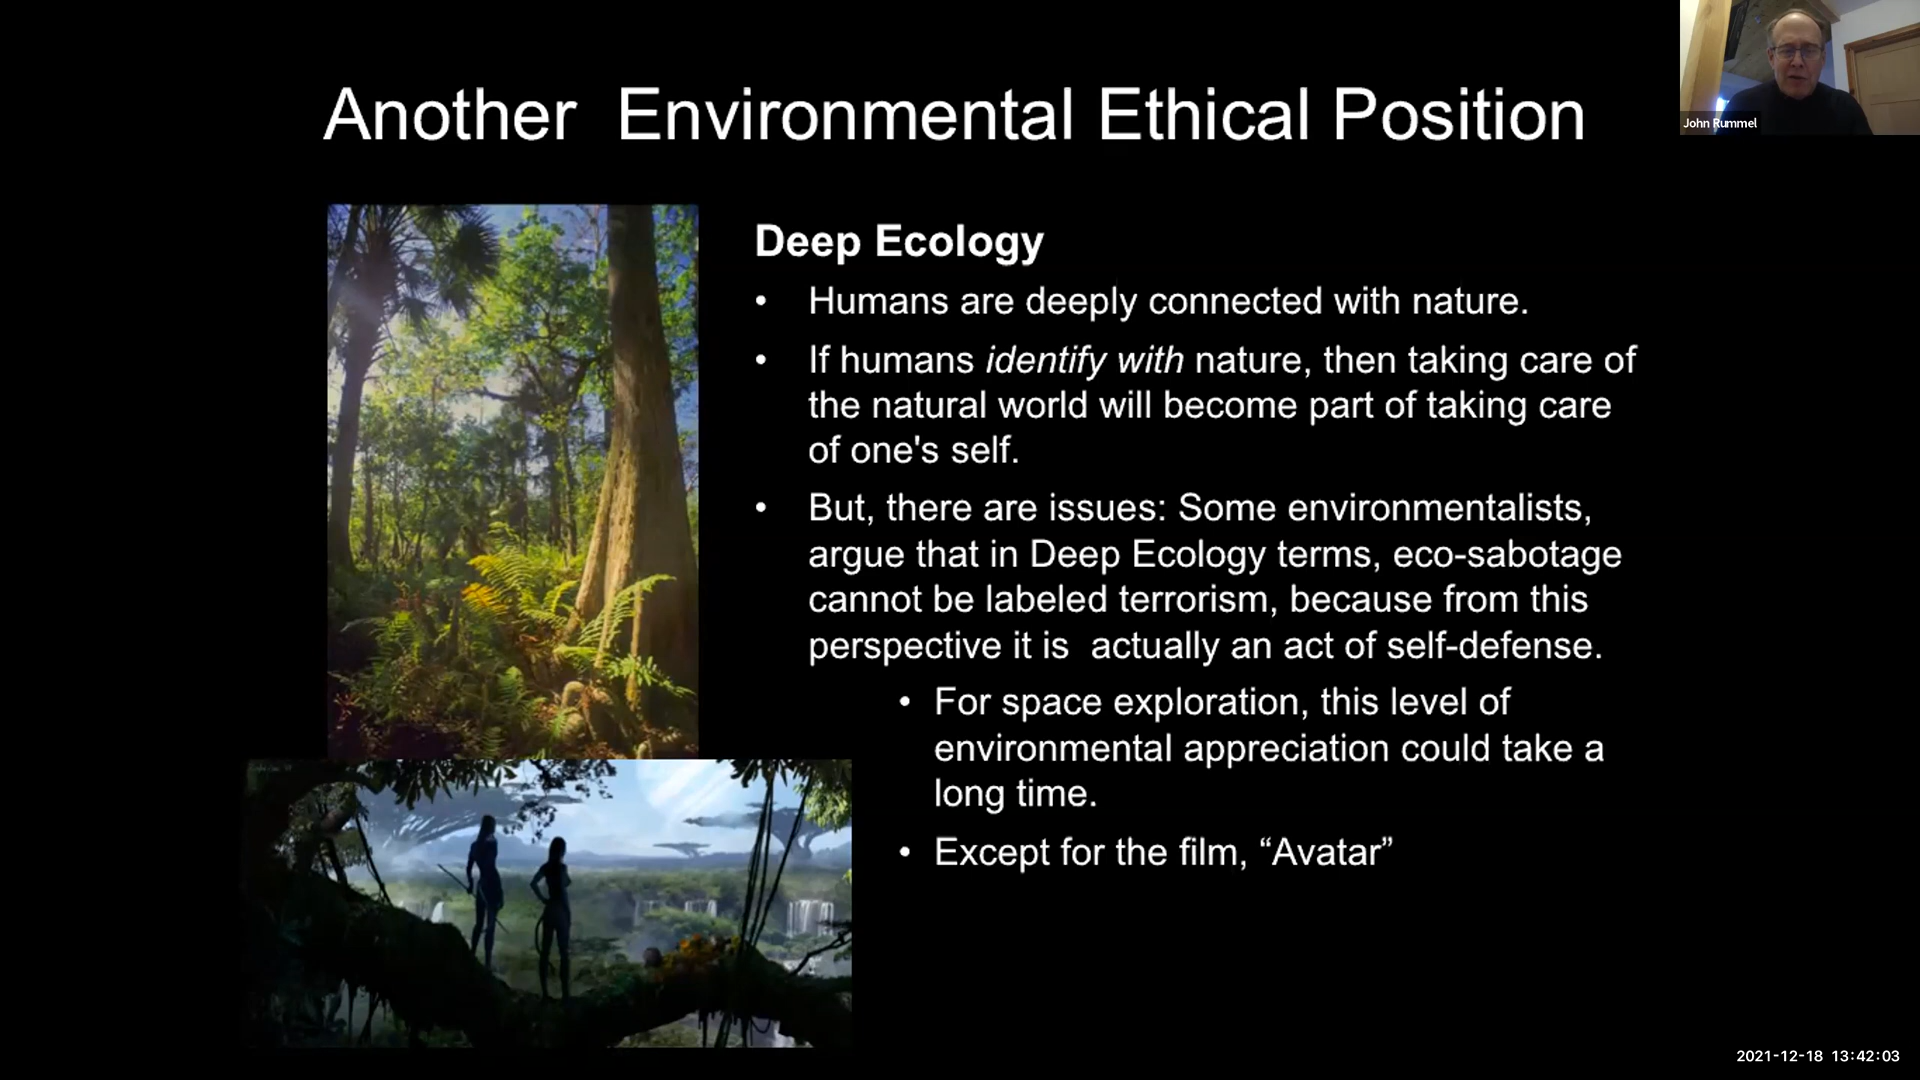 Another  Environmental Ethical Position
John Rummel
Deep Ecology
• Humans are deeply connected with nature.
• If humans identify with nature, then taking care of
the natural world will become part of taking care
of one's self.
• But, there are issues: Some environmentalists,
argue that in Deep Ecology terms, eco-sabotage
cannot be labeled terrorism, because from this
perspective it is  actually an act of self-defense.
• For space exploration, this level of
environmental appreciation could take a
long time.
• Except for the film, “Avatar”
2021-12-18 13:42:03